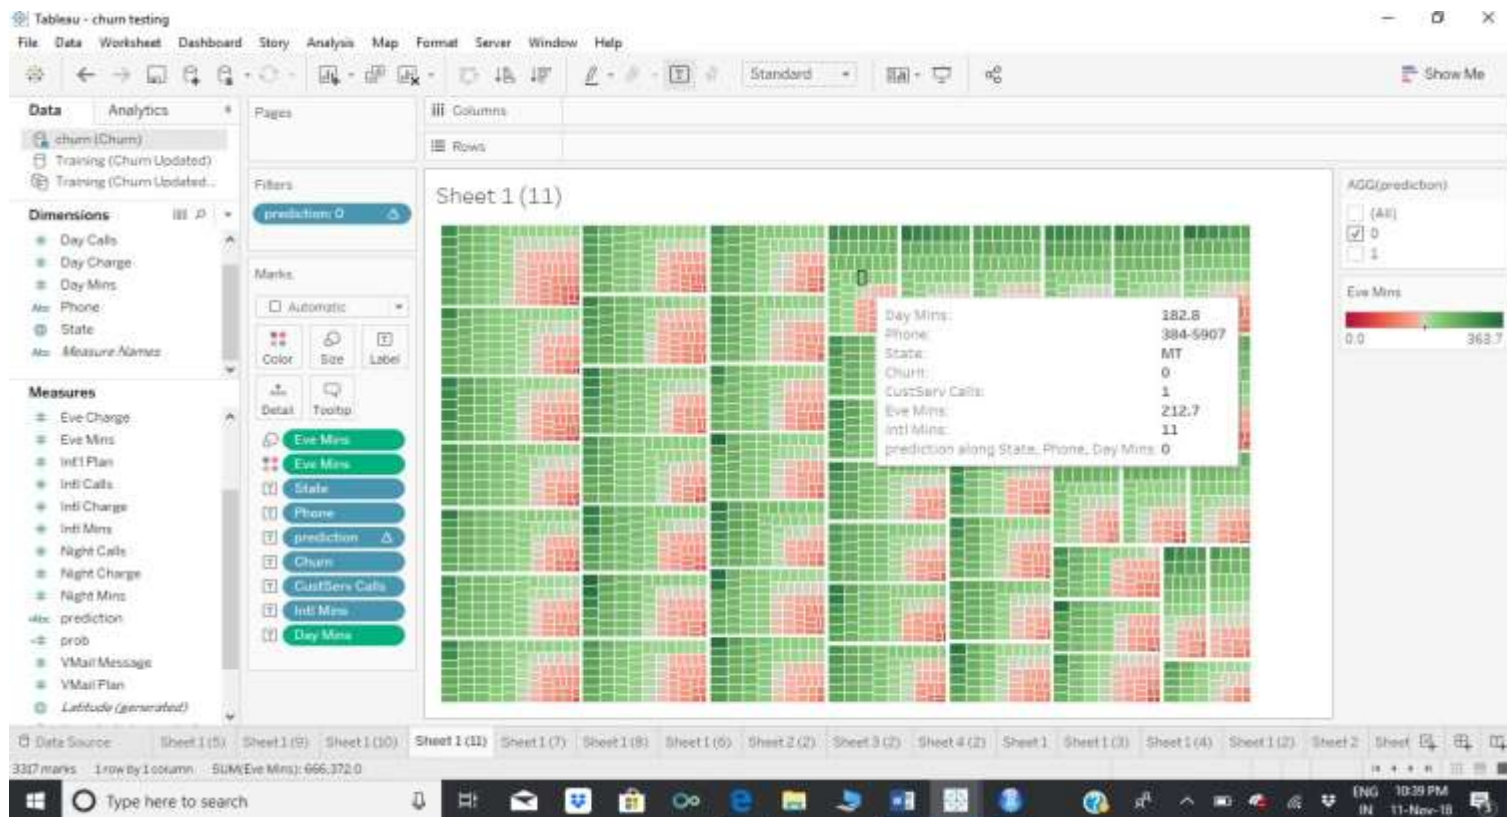 Tableau - churn testing
File Data Worksheet Dashboard Story Analysis Map Format Server Window Help
Standard
Show Me
Data Analytics
churn (Churn)
Training (Churn Updated)
Training (Churn Updated...
Dimensions
Day Calls
Day Charge
Day Mins
Abc Phone
State
Abc Measure Names
Measures
Eve Charge
Eve Mins
Int'l Plan
Intl Calls
Intl Charge
Intl Mins
Night Calls
Night Charge
Night Mins
prediction
prob
VMail Message
VMail Plan
Latitude (generated)
Pages
Filters
prediction: 0
Marks
Automatic
Color Size Label
Detail Tooltip
Eve Mins
Eve Mins
State
Phone
prediction
Churn
CustServ Calls
Intl Mins
Day Mins
Columns
Rows
Sheet 1 (11)
Day Mins: 182.8
Phone: 384-5907
State: MT
Churn: 0
CustServ Calls: 1
Eve Mins: 212.7
Intl Mins: 11
prediction along State, Phone, Day Mins: 0
AGG(prediction)
(All)
0
1
Eve Mins
0.0 363.7
Data Source Sheet 1 (5) Sheet 1 (9) Sheet 1 (10) Sheet 1 (11) Sheet 1 (7) Sheet 1 (8) Sheet 1 (6) Sheet 2 (2) Sheet 3 (2) Sheet 4 (2) Sheet 1 Sheet 1 (3) Sheet 1 (4) Sheet 1 (2) Sheet 2 Sheet
3317 marks 1 row by 1 column SUM(Eve Mins): 666,372.0
Type here to search
ENG 10:39 PM
IN 11-Nov-18